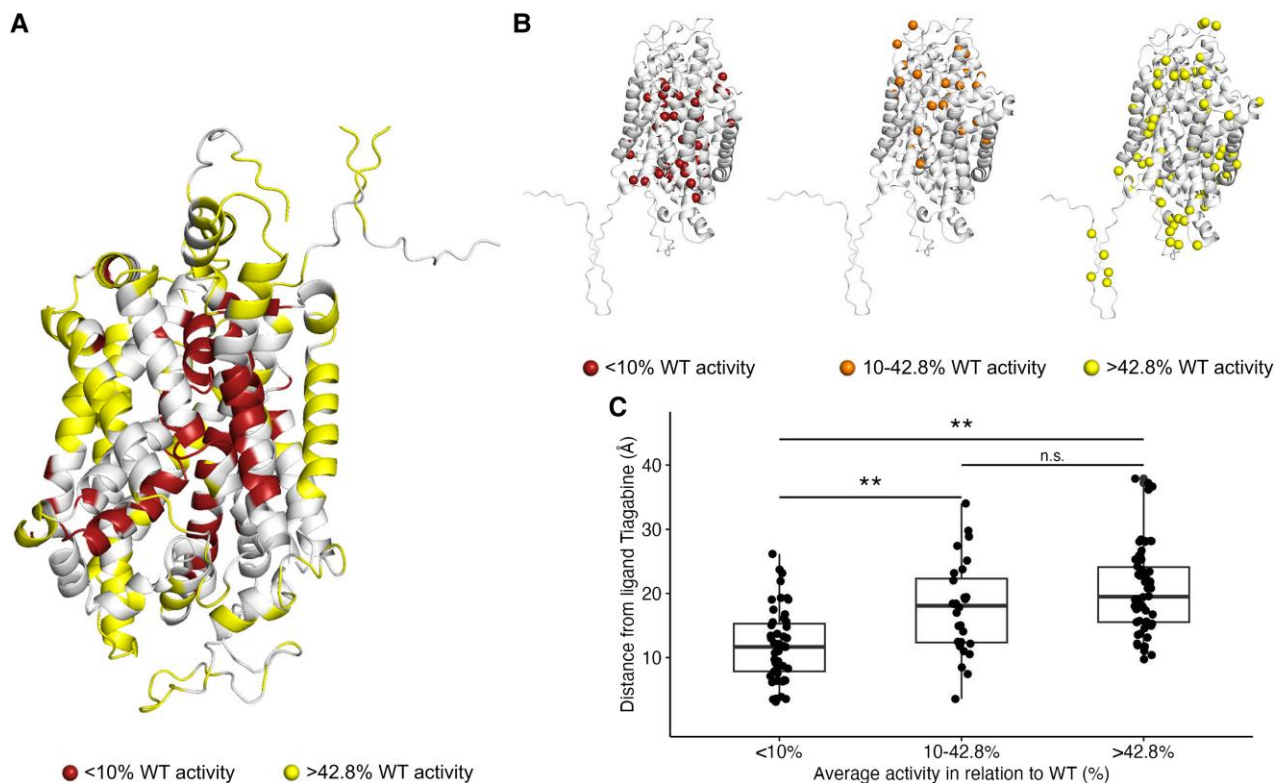 A
B
<10% WT activity
10-42.8% WT activity
>42.8% WT activity
<10% WT activity
>42.8% WT activity
C
**
n.s.
**
Distance from ligand Tiagabine (Å)
40
30
20
10
<10%
10-42.8%
>42.8%
Average activity in relation to WT (%)